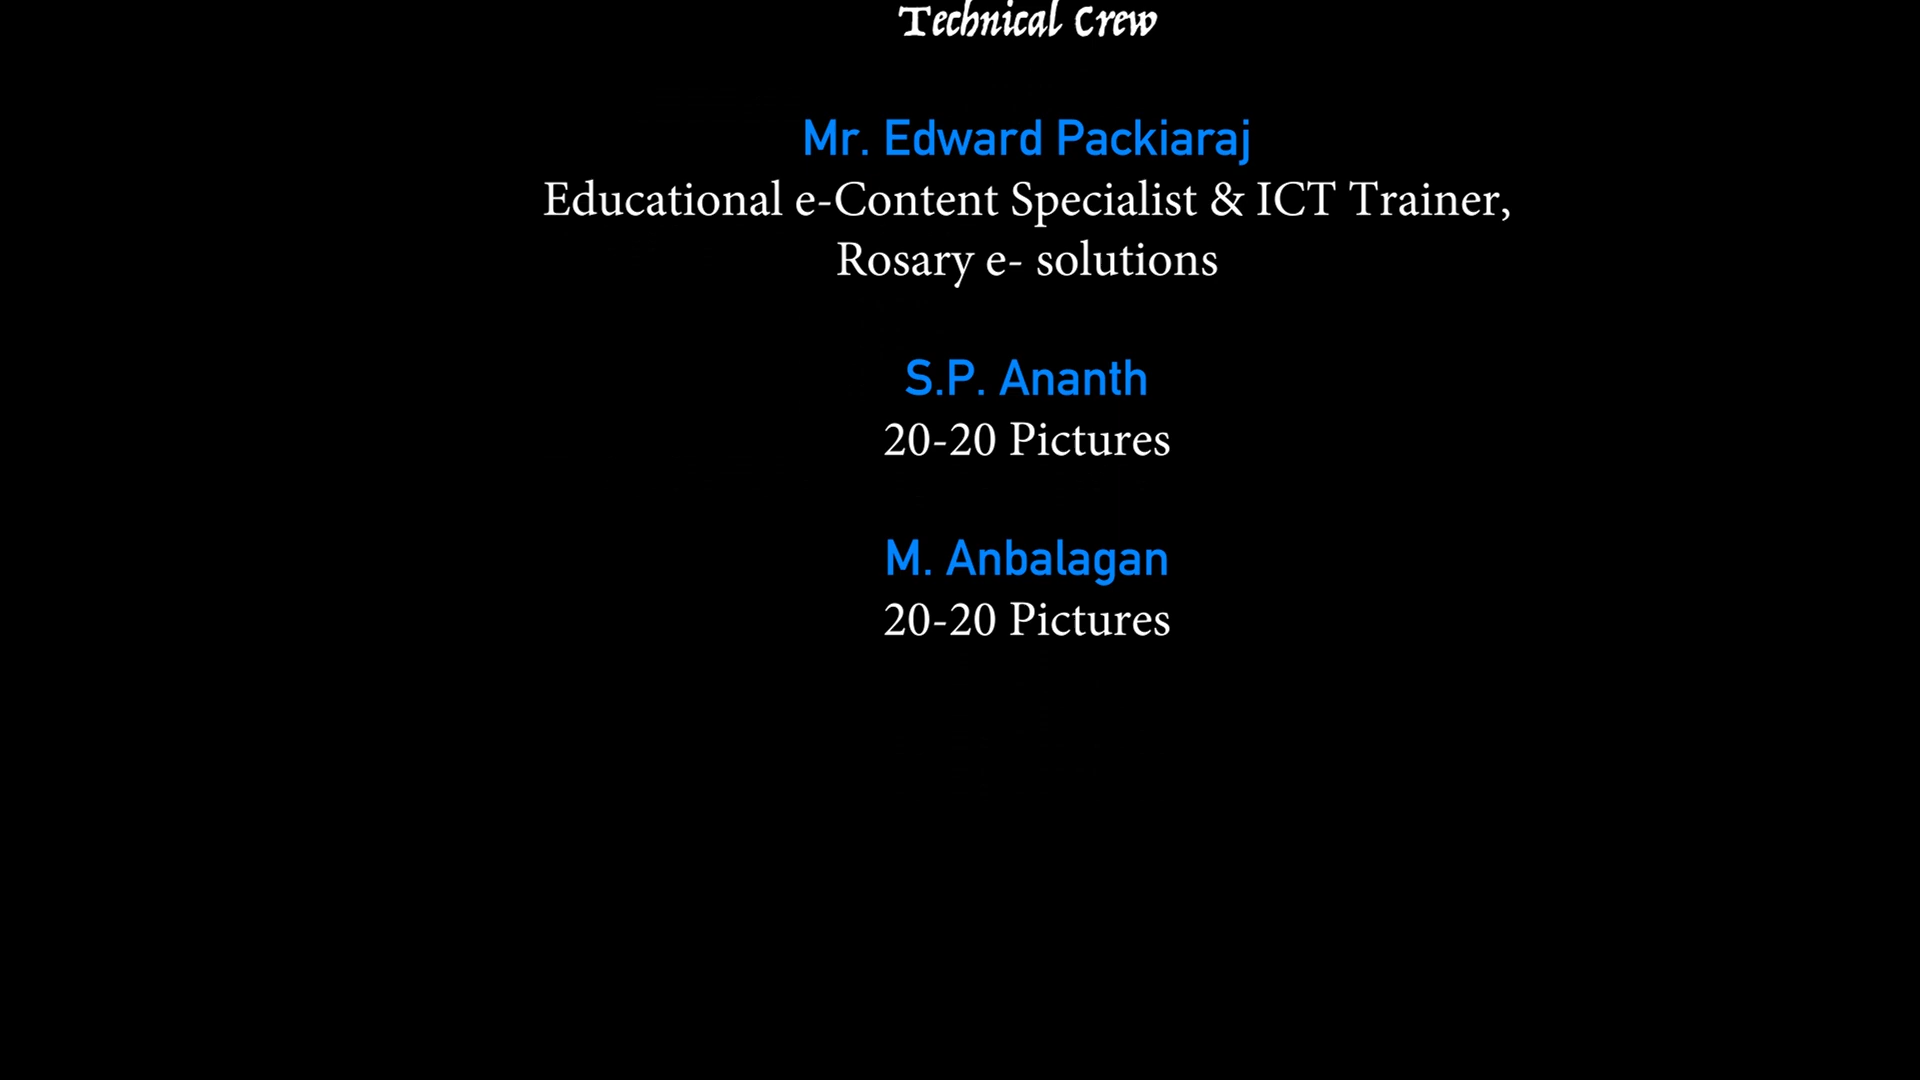 Technical Crew
Mr. Edward Packiaraj
Educational e-Content Specialist & ICT Trainer,
Rosary e- solutions
S.P. Ananth
20-20 Pictures
M. Anbalagan
20-20 Pictures